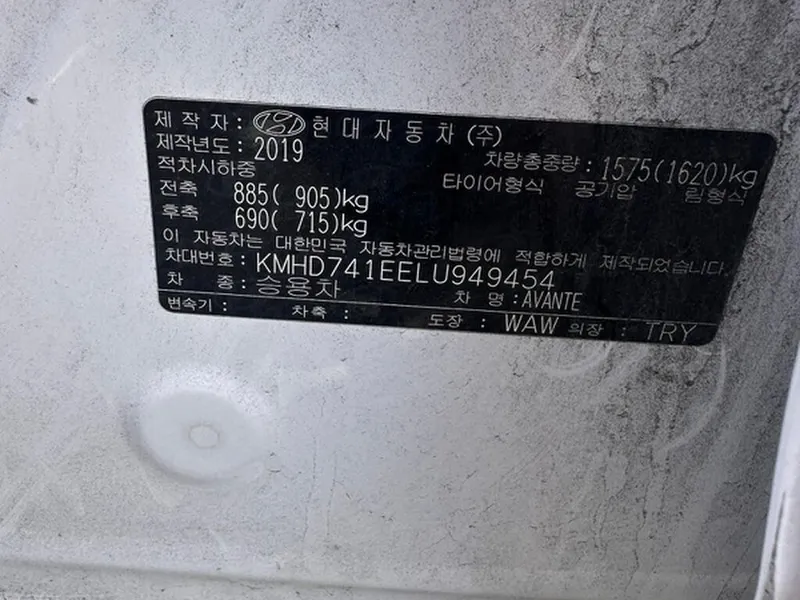 제 작 자 : 현대자동차(주)
제작년도 : 2019 차량총중량 : 1575(1620)kg
적차시하중 타이어형식 공기압 림형식
전축 885( 905)kg
후축 690( 715)kg
이 자동차는 대한민국 자동차관리법령에 적합하게 제작되었습니다.
차대번호 : KMHD741EELU949454
차 종 : 승용차 차 명 : AVANTE
변속기 : 차축 : 도장 : WAW 의장 : TRY